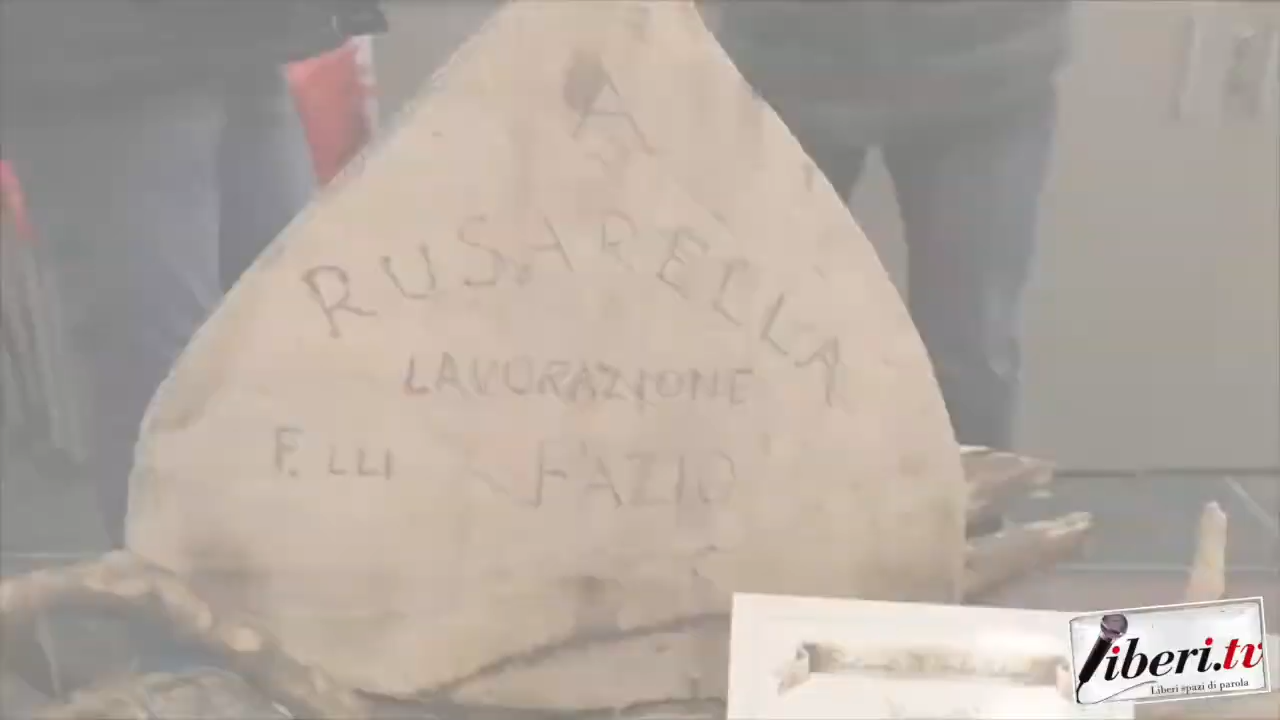 A
RUSARELLA
LAVORAZIONE
F.LLI FAZIO
liberi.tv
Liberi spazi di parola